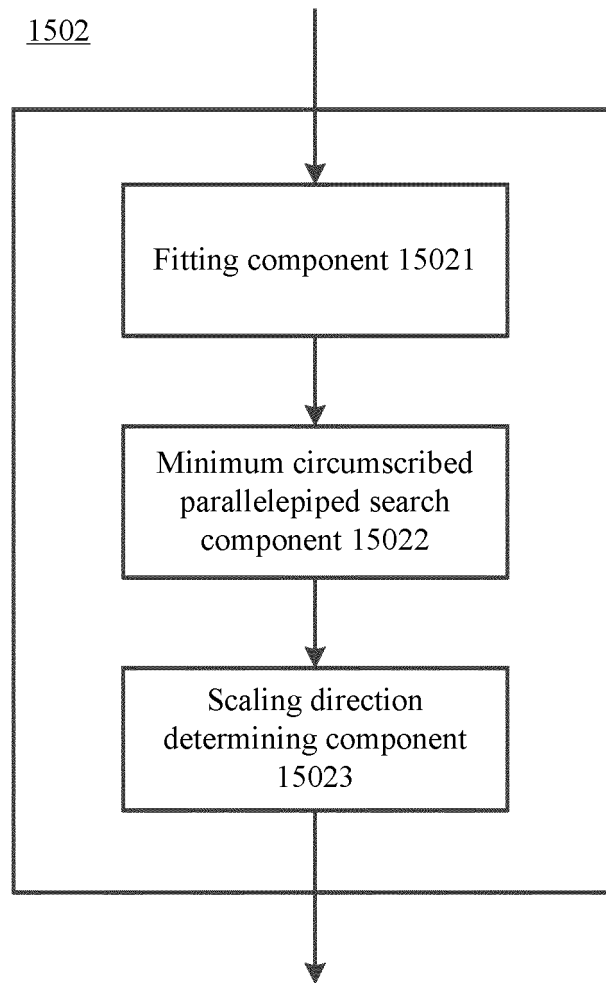 1502
Fitting component 15021
Minimum circumscribed
parallelepiped search
component 15022
Scaling direction
determining component
15023